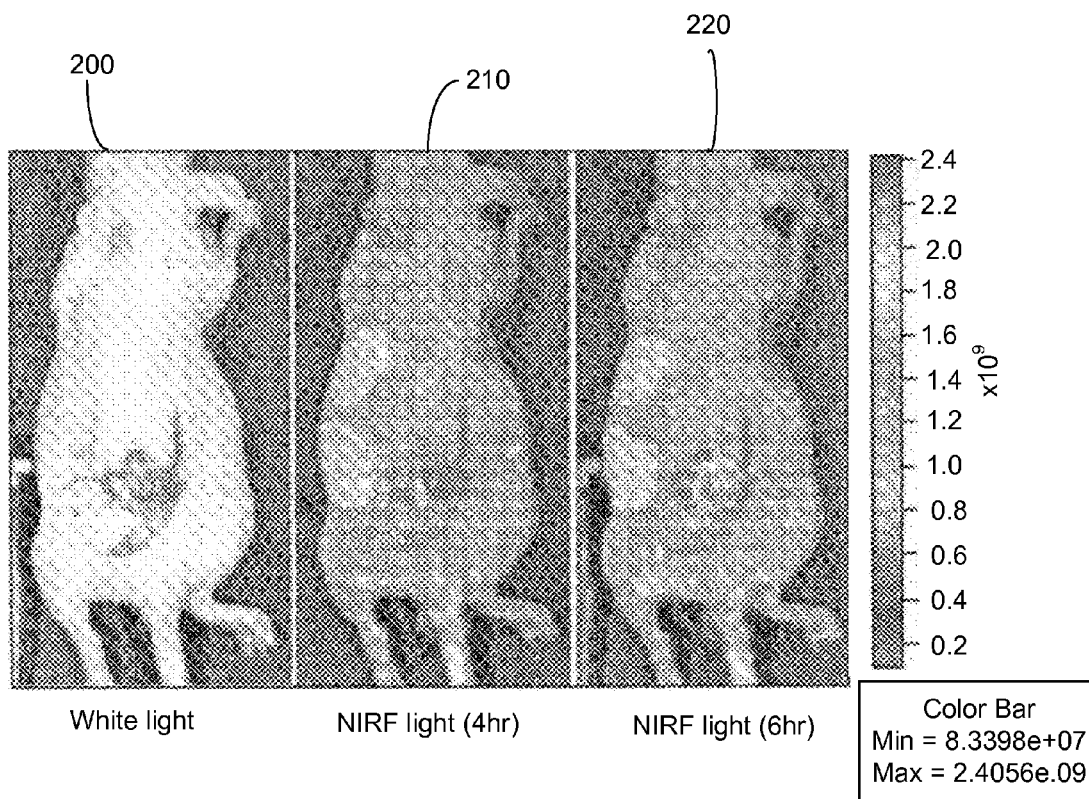 200
210
220
2.4
2.2
2.0
1.8
1.6
1.4
1.2
1.0
0.8
0.6
0.4
0.2
x10⁹
White light
NIRF light (4hr)
NIRF light (6hr)
Color Bar
Min = 8.3398e+07
Max = 2.4056e.09